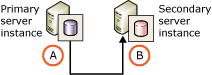 Primary
server
instance
Secondary
server
instance
A
B